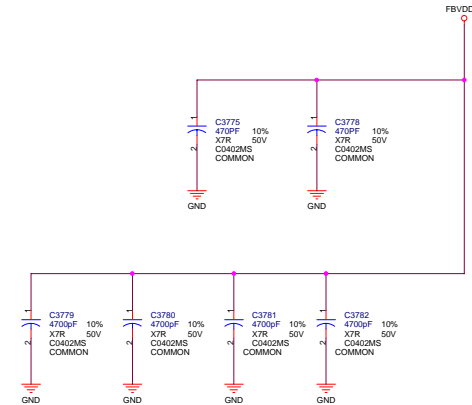 FBVDD
1
2
C3775
470PF 10%
X7R 50V
C0402MS
COMMON
GND
1
2
C3778
470PF 10%
X7R 50V
C0402MS
COMMON
GND
1
2
C3779
4700pF 10%
X7R 50V
C0402MS
COMMON
GND
1
2
C3780
4700pF 10%
X7R 50V
C0402MS
COMMON
GND
1
2
C3781
4700pF 10%
X7R 50V
C0402MS
COMMON
GND
1
2
C3782
4700pF 10%
X7R 50V
C0402MS
COMMON
GND